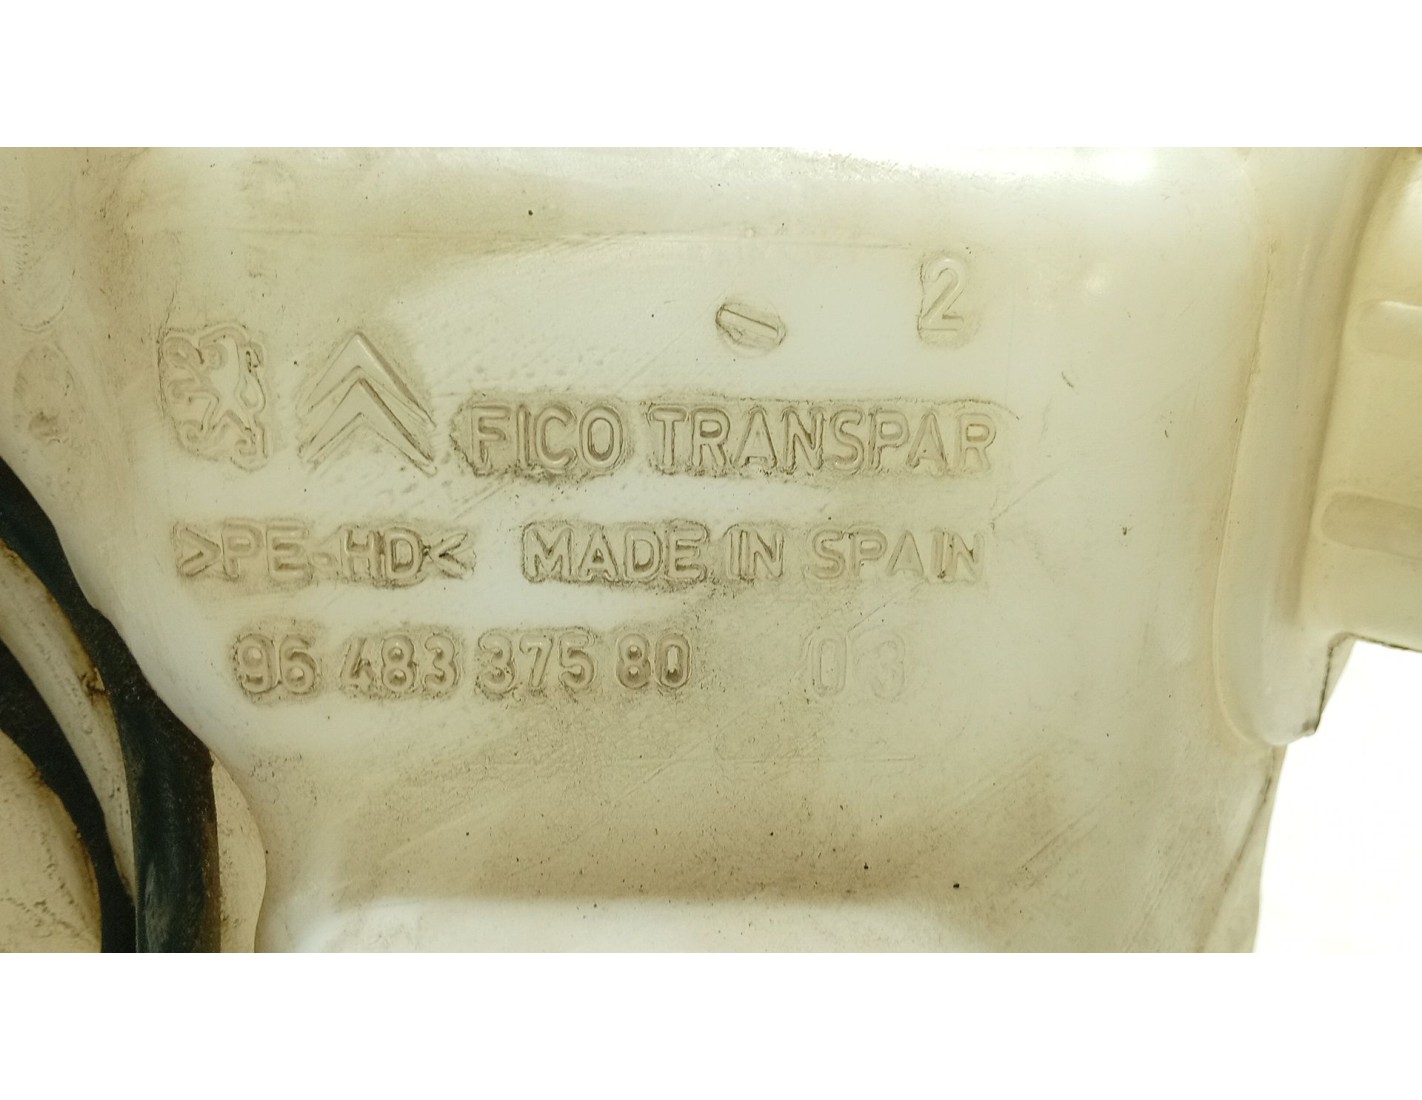 2
FICO TRANSPAR
>PE-HD< MADE IN SPAIN
96 483 375 80 03